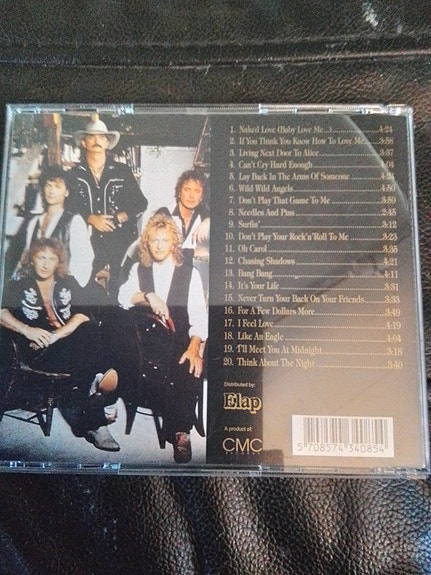 1. Naked Love (Baby Love Me...)....................4:24
2. If You Think You Know How To Love Me....3:58
3. Living Next Door To Alice....................3:37
4. Can't Cry Hard Enough....................4:04
5. Lay Back In The Arms Of Someone....................4:21
6. Wild Wild Angels....................4:50
7. Don't Play That Game To Me....................3:59
8. Needles And Pins....................2:45
9. Surfin'....................3:12
10. Don't Play Your Rock'n'Roll To Me....................3:23
11. Oh Carol....................3:35
12. Chasing Shadows....................4:21
13. Bang Bang....................4:11
14. It's Your Life....................3:31
15. Never Turn Your Back On Your Friends....................3:33
16. For A Few Dollars More....................3:49
17. I Feel Love....................4:19
18. Like An Eagle....................4:04
19. I'll Meet You At Midnight....................3:18
20. Think About The Night....................3:40
Distributed by:
Elap
A product of:
CMC
5 708574 340854